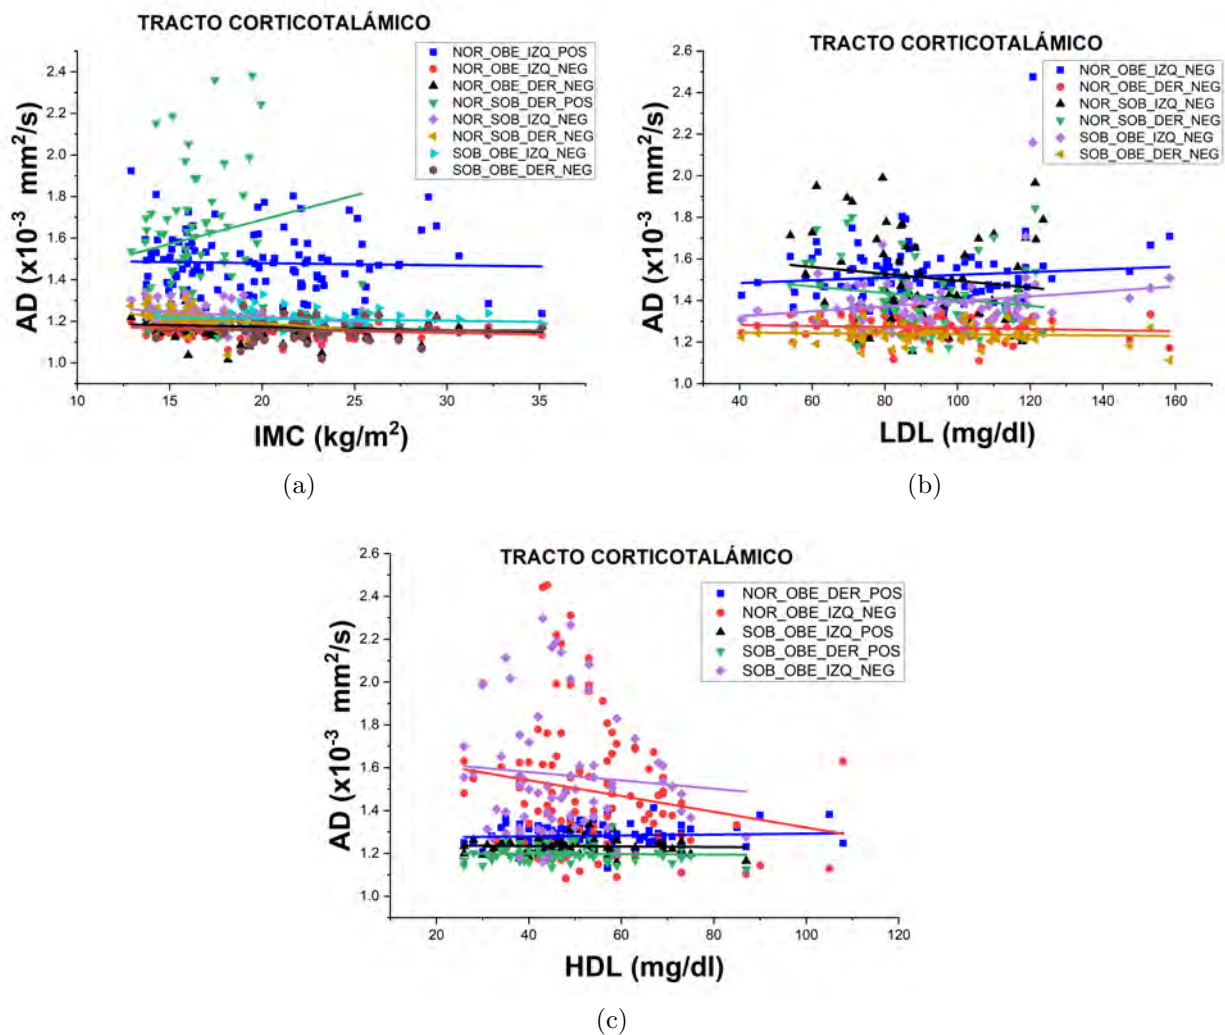 TRACTO CORTICOTALÁMICO
NOR_OBE_IZQ_POS
NOR_OBE_IZQ_NEG
NOR_OBE_DER_NEG
NOR_SOB_DER_POS
NOR_SOB_IZQ_NEG
NOR_SOB_DER_NEG
SOB_OBE_IZQ_NEG
SOB_OBE_DER_NEG
AD (x10⁻³ mm²/s)
2.4
2.2
2.0
1.8
1.6
1.4
1.2
1.0
10 15 20 25 30 35
IMC (kg/m²)
(a)
TRACTO CORTICOTALÁMICO
NOR_OBE_IZQ_NEG
NOR_OBE_DER_NEG
NOR_SOB_IZQ_NEG
NOR_SOB_DER_NEG
SOB_OBE_IZQ_NEG
SOB_OBE_DER_NEG
AD (x10⁻³ mm²/s)
2.6
2.4
2.2
2.0
1.8
1.6
1.4
1.2
1.0
40 60 80 100 120 140 160
LDL (mg/dl)
(b)
TRACTO CORTICOTALÁMICO
NOR_OBE_DER_POS
NOR_OBE_IZQ_NEG
SOB_OBE_IZQ_POS
SOB_OBE_DER_POS
SOB_OBE_IZQ_NEG
AD (x10⁻³ mm²/s)
2.6
2.4
2.2
2.0
1.8
1.6
1.4
1.2
1.0
20 40 60 80 100 120
HDL (mg/dl)
(c)